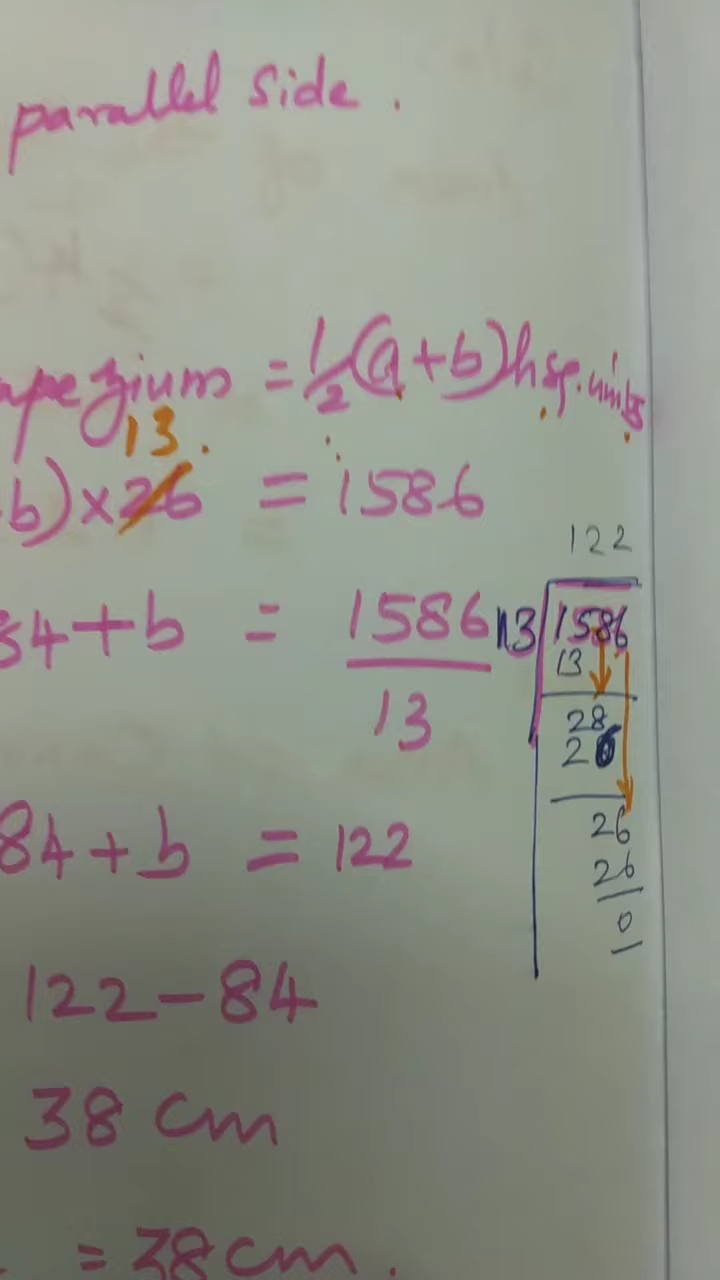 parallel side.
apezium = 1/2 (a+b)h sq. units
13
b) × 26 = 1586
84 + b = 1586/13
84 + b = 122
122 - 84
38 cm
= 38 cm.
122
13 1586
13
28
26
26
26
0